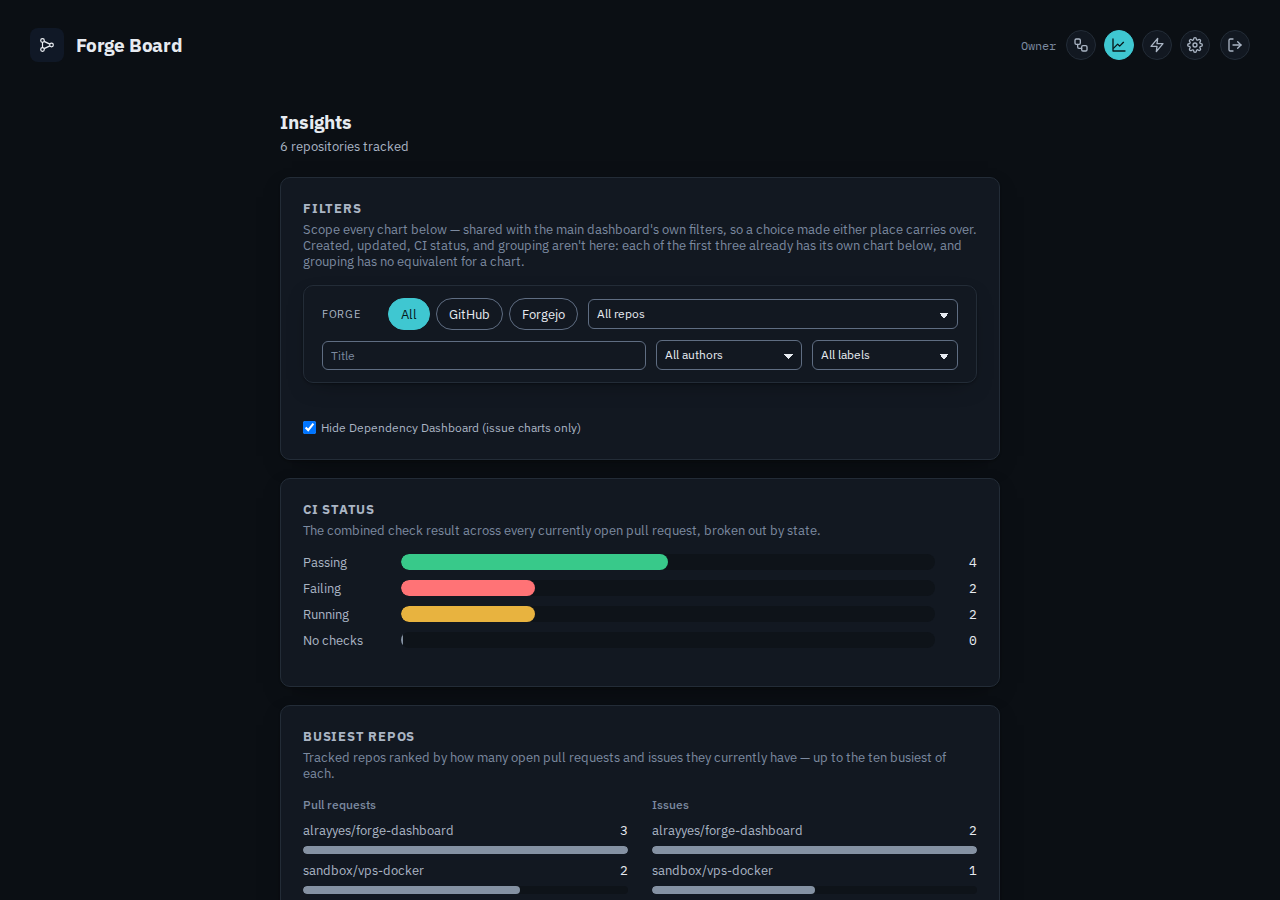 Forge Board
Owner
Insights
6 repositories tracked
FILTERS
Scope every chart below — shared with the main dashboard's own filters, so a choice made either place carries over.
Created, updated, CI status, and grouping aren't here: each of the first three already has its own chart below, and
grouping has no equivalent for a chart.
FORGE All GitHub Forgejo All repos
Title All authors All labels
Hide Dependency Dashboard (issue charts only)
CI STATUS
The combined check result across every currently open pull request, broken out by state.
Passing 4
Failing 2
Running 2
No checks 0
BUSIEST REPOS
Tracked repos ranked by how many open pull requests and issues they currently have — up to the ten busiest of
each.
Pull requests Issues
alrayyes/forge-dashboard 3 alrayyes/forge-dashboard 2
sandbox/vps-docker 2 sandbox/vps-docker 1